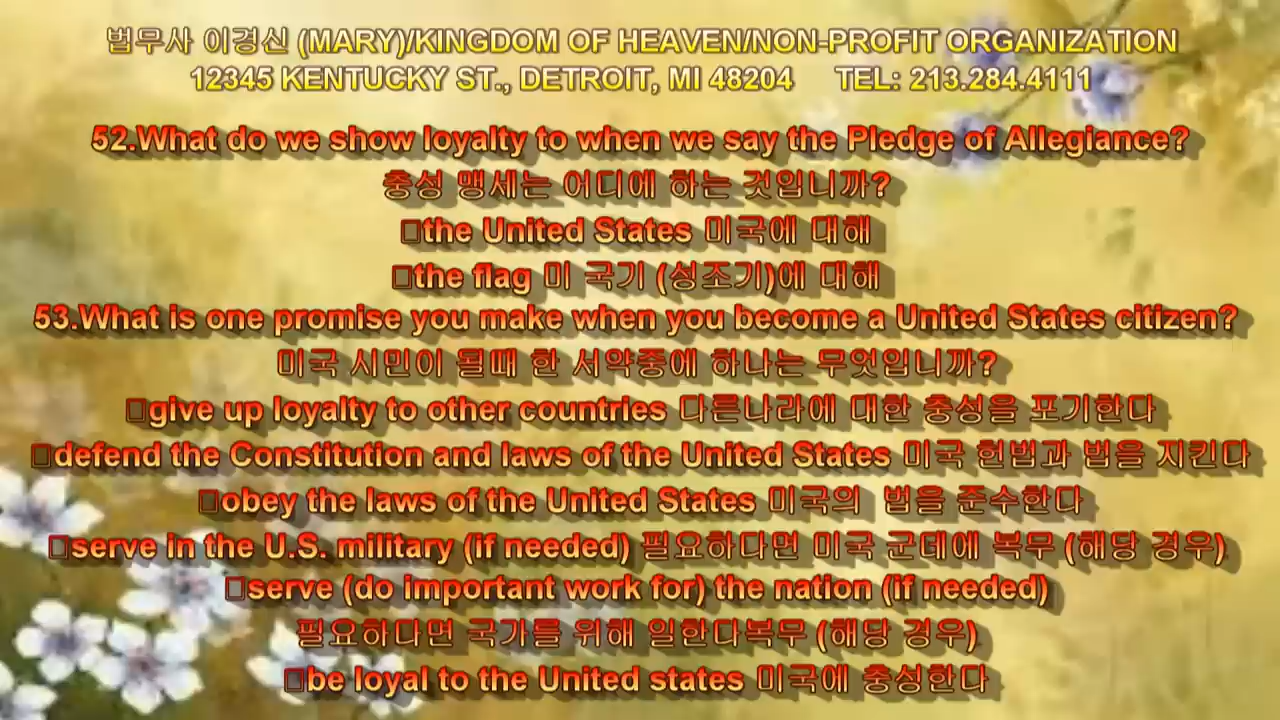 법무사 이경신 (MARY)/KINGDOM OF HEAVEN/NON-PROFIT ORGANIZATION
12345 KENTUCKY ST., DETROIT, MI 48204 TEL: 213.284.4111
52.What do we show loyalty to when we say the Pledge of Allegiance?
충성 맹세는 어디에 하는 것입니까?
□the United States 미국에 대해
□the flag 미 국기 (성조기)에 대해
53.What is one promise you make when you become a United States citizen?
미국 시민이 될때 한 서약중에 하나는 무엇입니까?
□give up loyalty to other countries 다른나라에 대한 충성을 포기한다
□defend the Constitution and laws of the United States 미국 헌법과 법을 지킨다
□obey the laws of the United States 미국의 법을 준수한다
□serve in the U.S. military (if needed) 필요하다면 미국 군데에 복무 (해당 경우)
□serve (do important work for) the nation (if needed)
필요하다면 국가를 위해 일한다복무 (해당 경우)
□be loyal to the United states 미국에 충성한다